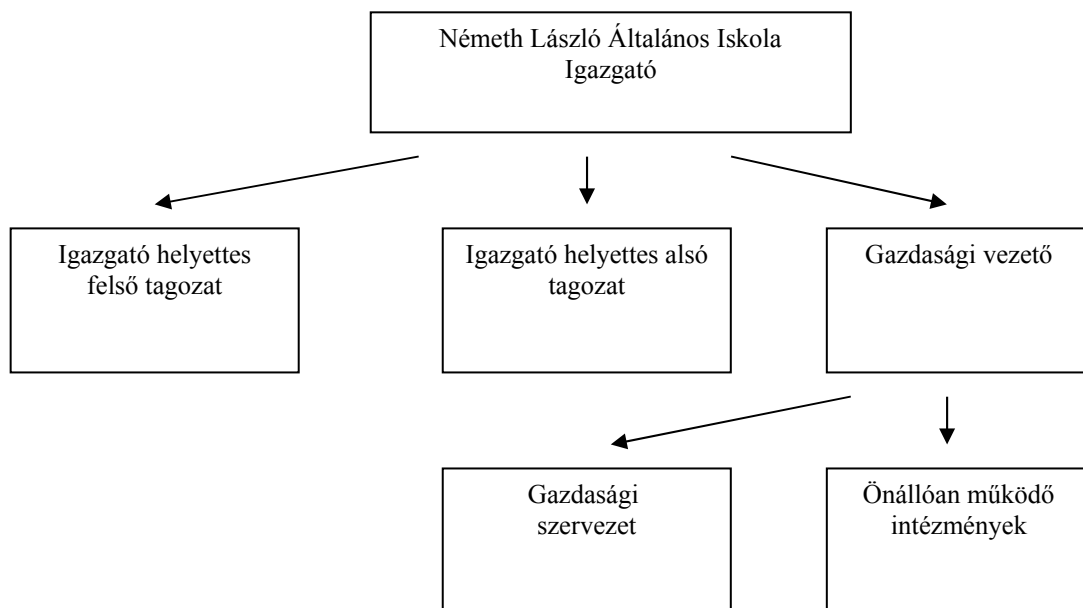 Németh László Általános Iskola
Igazgató
Igazgató helyettes
felső tagozat
Igazgató helyettes alsó
tagozat
Gazdasági vezető
Gazdasági
szervezet
Önállóan működő
intézmények